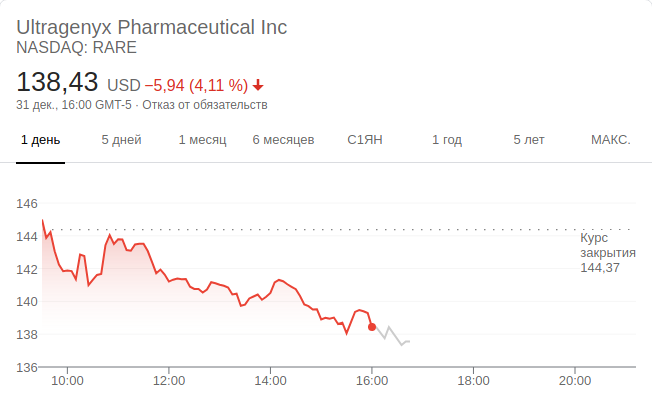 Ultragenyx Pharmaceutical Inc
NASDAQ: RARE
138,43 USD −5,94 (4,11 %)
31 дек., 16:00 GMT-5 · Отказ от обязательств
1 день 5 дней 1 месяц 6 месяцев С1ЯН 1 год 5 лет МАКС.
146
144
142
140
138
136
Курс
закрытия
144,37
10:00 12:00 14:00 16:00 18:00 20:00